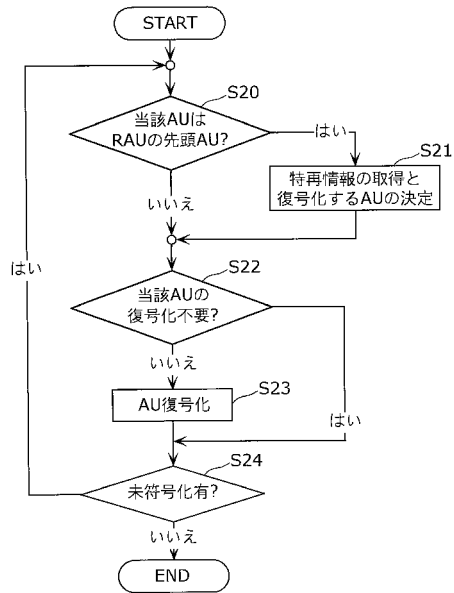 START
S20
当該AUは
RAUの先頭AU?
はい
S21
特再情報の取得と
復号化するAUの決定
いいえ
はい
S22
当該AUの
復号化不要?
いいえ
S23
AU復号化
はい
S24
未符号化有?
いいえ
END